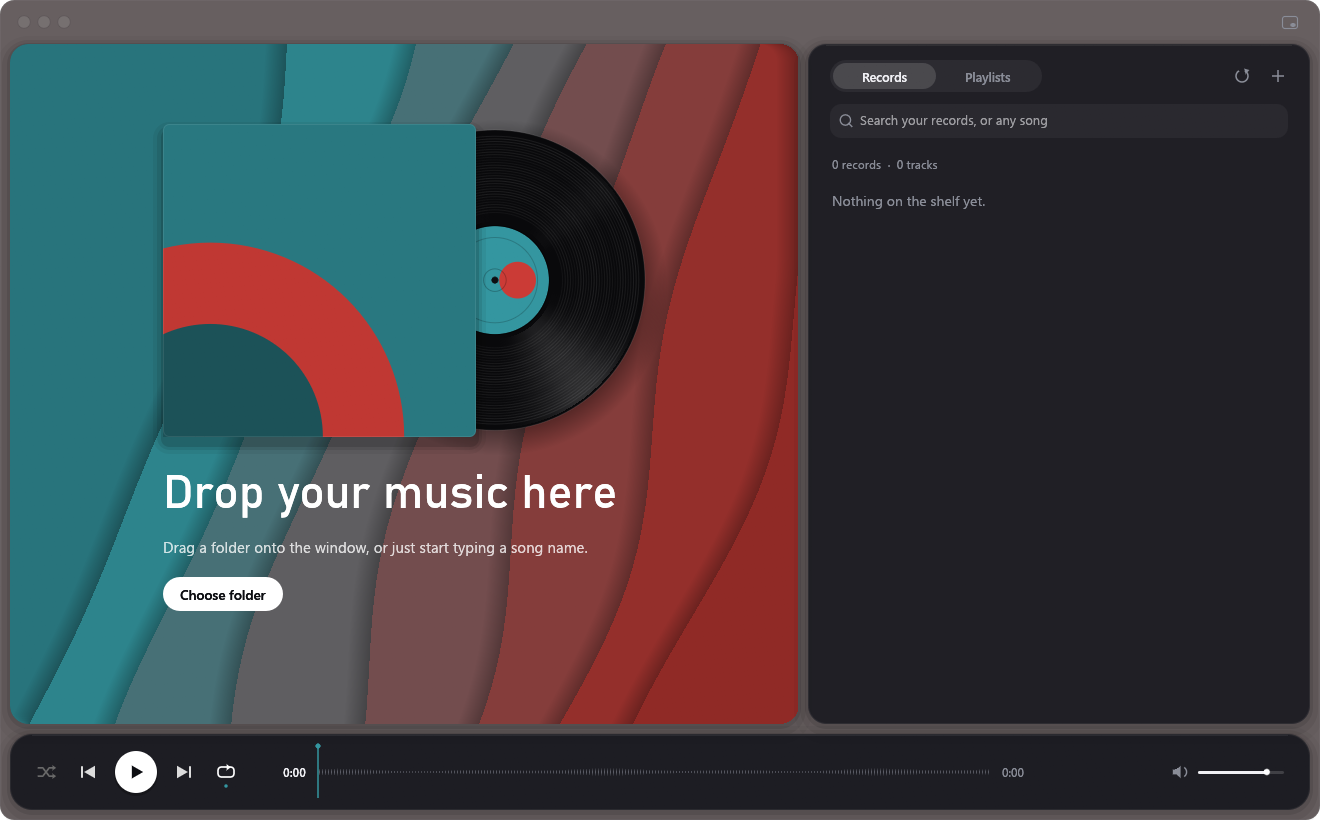 Records
Playlists
Search your records, or any song
0 records · 0 tracks
Nothing on the shelf yet.
Drop your music here
Drag a folder onto the window, or just start typing a song name.
Choose folder
0:00
0:00